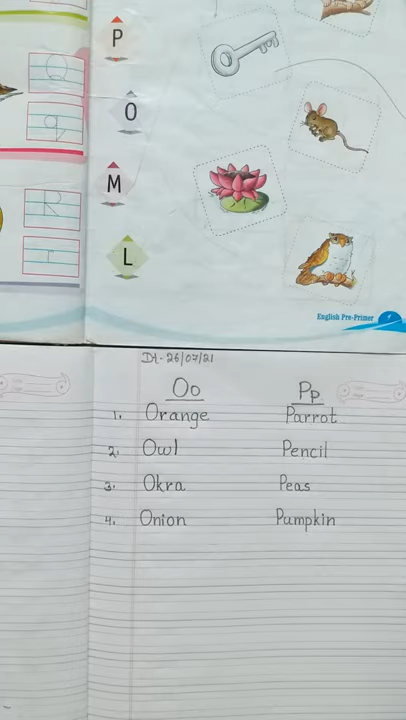 P
O
M
L
Q
q
R
r
English Pre-Primer
Dt-26/07/21
Oo Pp
1. Orange Parrot
2. Owl Pencil
3. Okra Peas
4. Onion Pumpkin